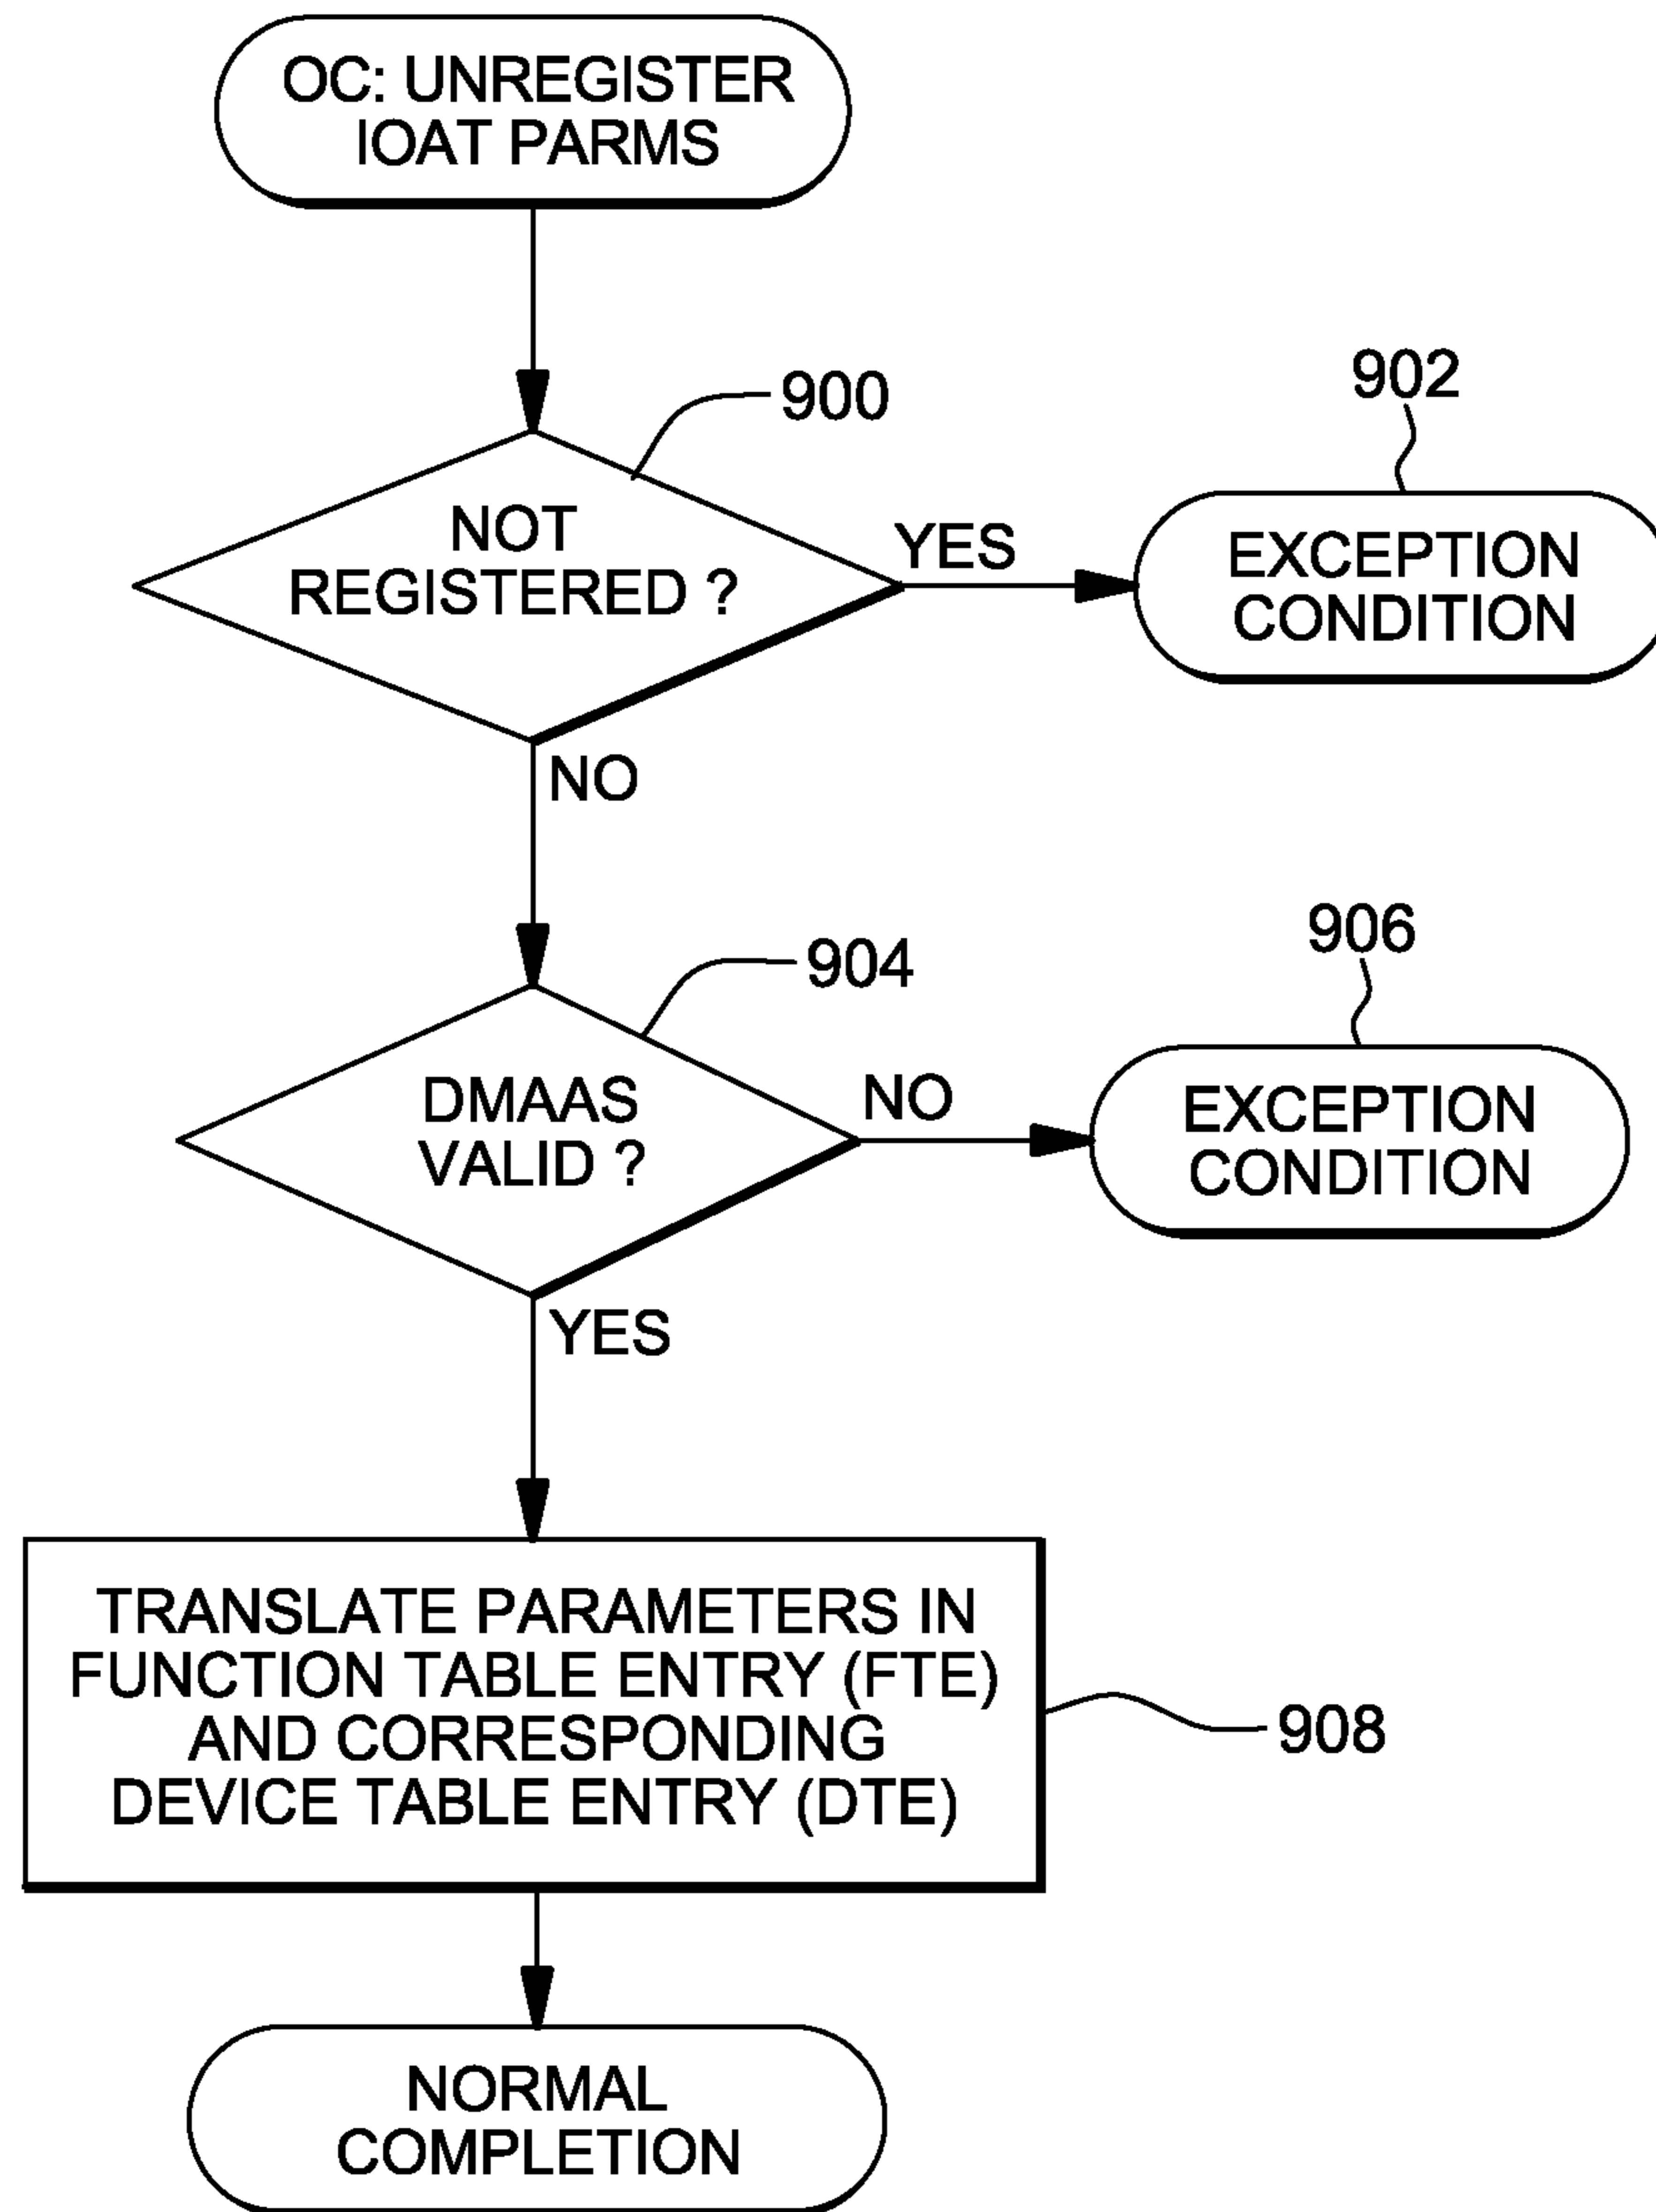 OC: UNREGISTER
IOAT PARMS
900
902
NOT
REGISTERED ?
YES
EXCEPTION
CONDITION
NO
904
906
DMAAS
VALID ?
NO
EXCEPTION
CONDITION
YES
TRANSLATE PARAMETERS IN
FUNCTION TABLE ENTRY (FTE)
AND CORRESPONDING
DEVICE TABLE ENTRY (DTE)
908
NORMAL
COMPLETION